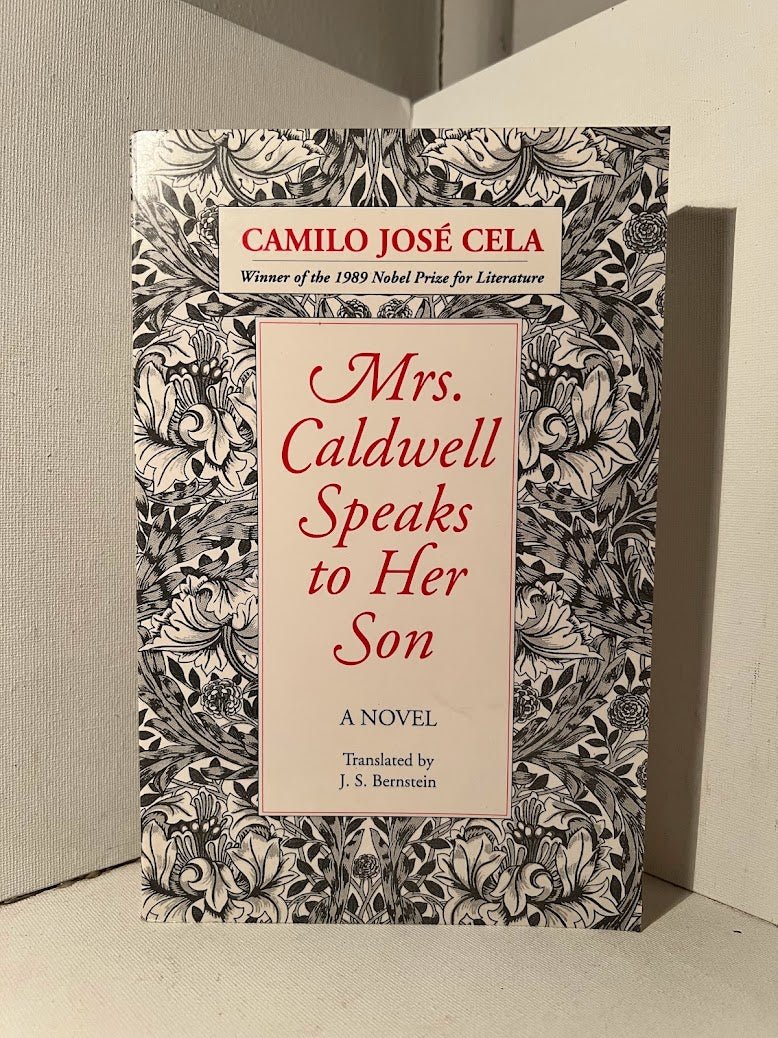 CAMILO JOSÉ CELA
Winner of the 1989 Nobel Prize for Literature
Mrs.
Caldwell
Speaks
to Her
Son
A NOVEL
Translated by
J. S. Bernstein